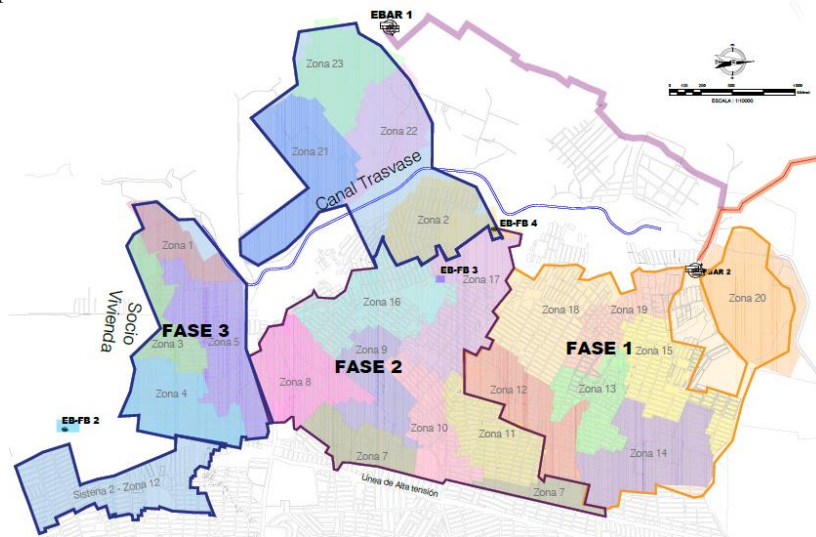 EBAR 1
Zona 23
ESCALA : 1:10000
Zona 22
Zona 21
Canal Trasvase
Zona 2
EB-FB 4
Zona 1
EB-FB 3
Zona 17
Zona 20
Zona 16
Zona 18
Zona 19
Socio
Vivienda
FASE 3
Zona 3
Zona 5
Zona 9
FASE 2
FASE 1
Zona 15
Zona 8
Zona 12
Zona 13
Zona 4
EB-FB 2
Zona 10
Zona 11
Zona 14
Zona 7
Sistema 2 - Zona 12
Línea de Alta tensión
Zona 7